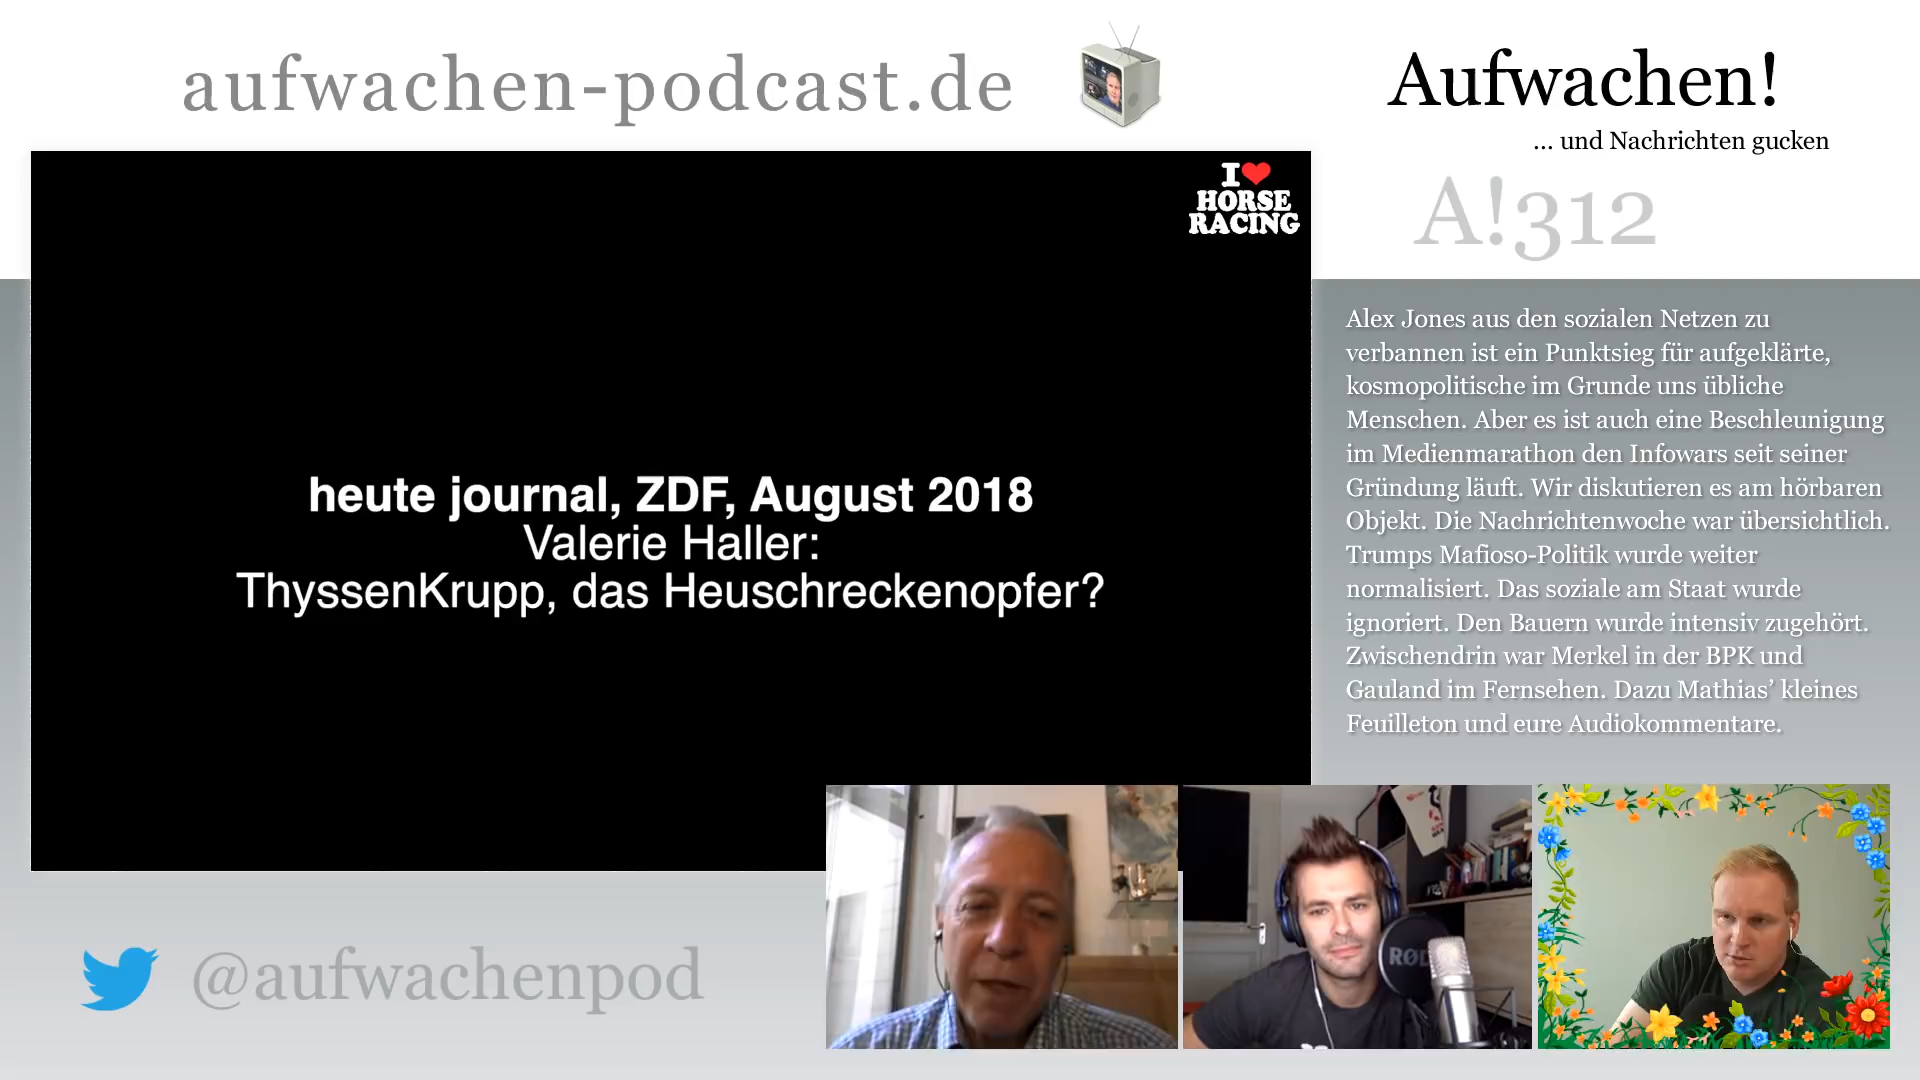 aufwachen-podcast.de
Aufwachen!
... und Nachrichten gucken
A!312
I
HORSE
RACING
heute journal, ZDF, August 2018
Valerie Haller:
ThyssenKrupp, das Heuschreckenopfer?
Alex Jones aus den sozialen Netzen zu
verbannen ist ein Punktsieg für aufgeklärte,
kosmopolitische im Grunde uns übliche
Menschen. Aber es ist auch eine Beschleunigung
im Medienmarathon den Infowars seit seiner
Gründung läuft. Wir diskutieren es am hörbaren
Objekt. Die Nachrichtenwoche war übersichtlich.
Trumps Mafioso-Politik wurde weiter
normalisiert. Das soziale am Staat wurde
ignoriert. Den Bauern wurde intensiv zugehört.
Zwischendrin war Merkel in der BPK und
Gauland im Fernsehen. Dazu Mathias’ kleines
Feuilleton und eure Audiokommentare.
@aufwachenpod